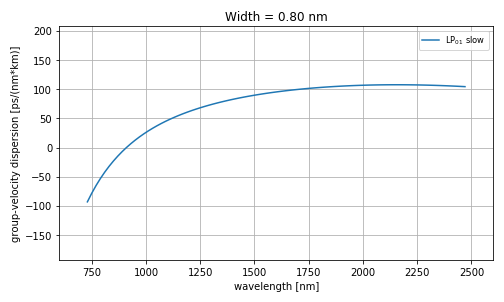 Width = 0.80 nm
LP₀₁ slow
group-velocity dispersion [ps/(nm*km)]
200
150
100
50
0
−50
−100
−150
750 1000 1250 1500 1750 2000 2250 2500
wavelength [nm]